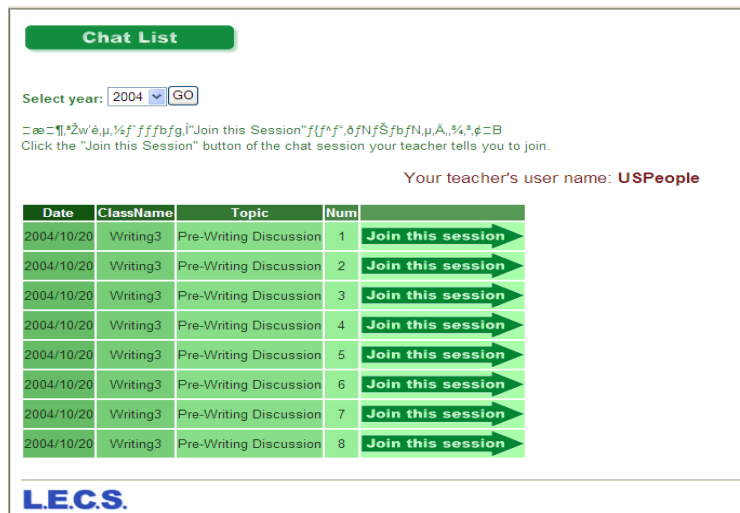 Chat List
Select year: 2004 GO
"Join this Session"
Click the "Join this Session" button of the chat session your teacher tells you to join.
Your teacher's user name: USPeople
Date ClassName Topic Num
2004/10/20 Writing3 Pre-Writing Discussion 1 Join this session
2004/10/20 Writing3 Pre-Writing Discussion 2 Join this session
2004/10/20 Writing3 Pre-Writing Discussion 3 Join this session
2004/10/20 Writing3 Pre-Writing Discussion 4 Join this session
2004/10/20 Writing3 Pre-Writing Discussion 5 Join this session
2004/10/20 Writing3 Pre-Writing Discussion 6 Join this session
2004/10/20 Writing3 Pre-Writing Discussion 7 Join this session
2004/10/20 Writing3 Pre-Writing Discussion 8 Join this session
L.E.C.S.